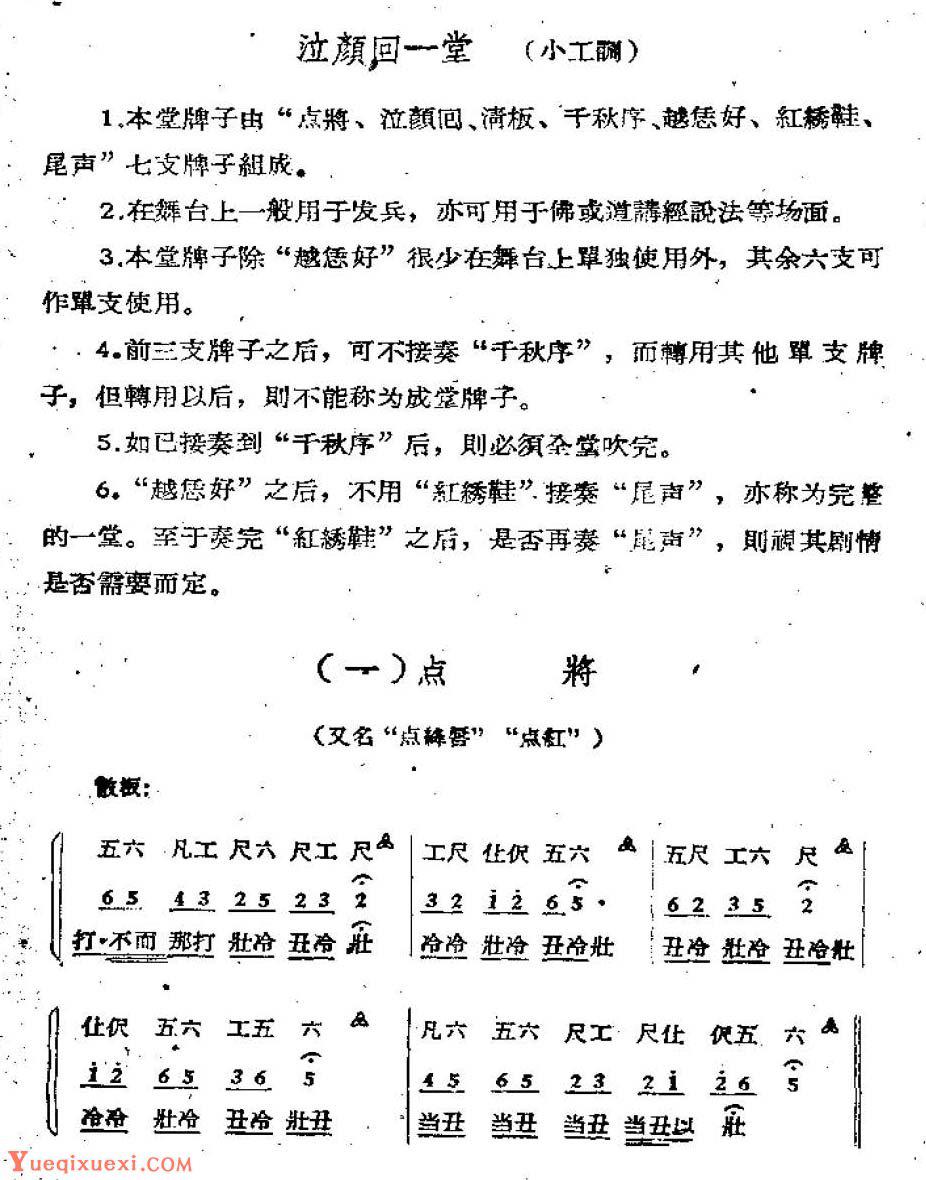 泣顏回一堂 （小工調）
1.本堂牌子由“点將、泣顏回、清板、千秋序、越恁好、紅綉鞋、
尾声”七支牌子組成。
2.在舞台上一般用于发兵，亦可用于佛或道講經說法等场面。
3.本堂牌子除“越恁好”很少在舞台上單独使用外，其余六支可
作單支使用。
4.前三支牌子之后，可不接奏“千秋序”，而轉用其他單支牌
子，但轉用以后，則不能称为成堂牌子。
5.如已接奏到“千秋序”后，則必須全堂吹完。
6.“越恁好”之后，不用“紅綉鞋”接奏“尾声”，亦称为完整
的一堂。至于奏完“紅綉鞋”之后，是否再奏“尾声”，則視其剧情
是否需要而定。
（一）点 將
（又名“点絳唇”“点紅”）
散板：
五六 凡工 尺六 尺工 尺 工尺 仕伬 五六 五尺 工六 尺
6 5 4 3 2 5 2 3 2 3 2 1 2 6 5· 6 2 3 5 2
打·不而 那打 壯冷 丑冷 壯 冷冷 壯冷 丑冷壯 丑冷 壯冷 丑冷壯
仕伬 五六 工五 六 凡六 五六 尺工 尺仕 伬五 六
1 2 6 5 3 6 5 4 5 6 5 2 3 2 1 2 6 5
冷冷 壯冷 丑冷 壯丑 当丑 当丑 当丑 当丑以 壯
Yueqixuexi.com